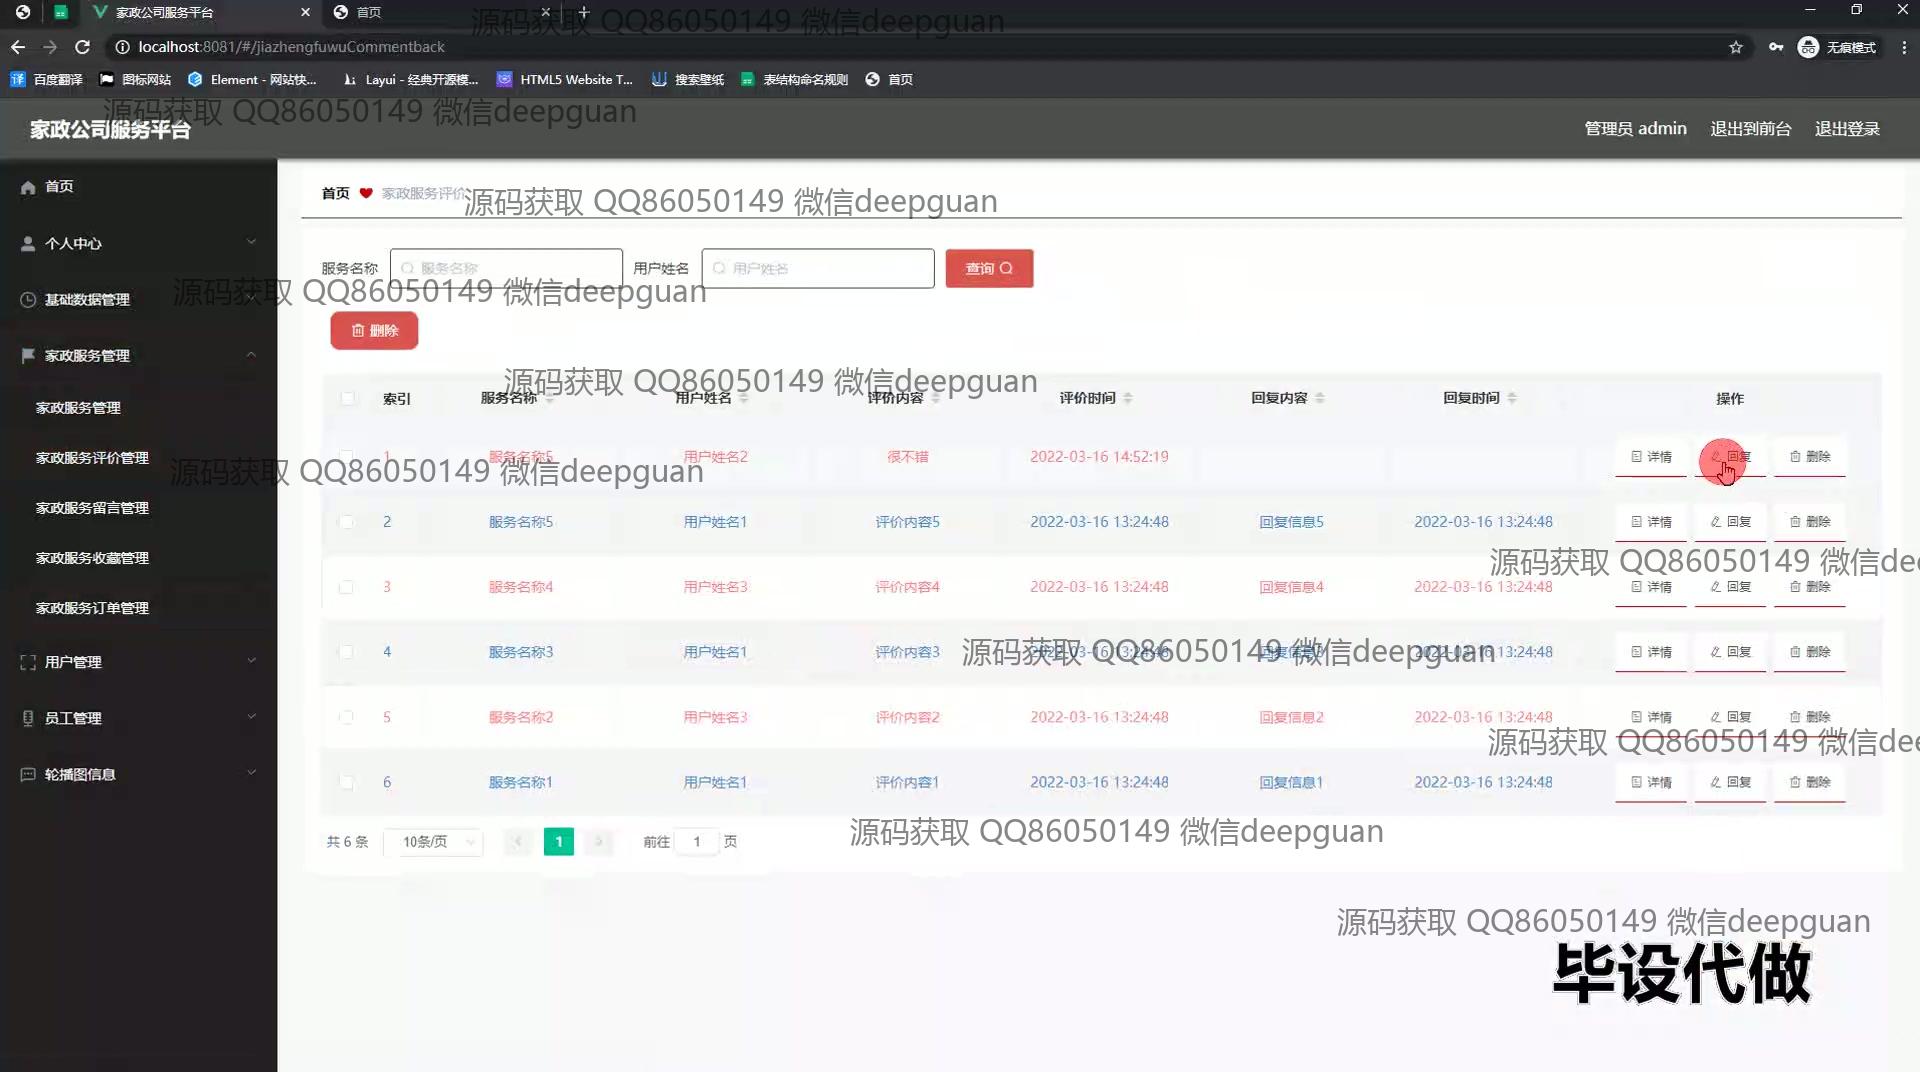 家政公司服务平台
首页
localhost:8081/#/jiazhengfuwuCommentback
无痕模式
百度翻译
图标网站
Element - 网站快...
Layui - 经典开源模...
HTML5 Website T...
搜索壁纸
表结构命名规则
首页
源码获取 QQ86050149 微信deepguan
源码获取 QQ86050149 微信deepguan
家政公司服务平台
管理员 admin
退出到前台
退出登录
首页
个人中心
基础数据管理
家政服务管理
家政服务管理
家政服务评价管理
家政服务留言管理
家政服务收藏管理
家政服务订单管理
用户管理
员工管理
轮播图信息
首页 家政服务评价
源码获取 QQ86050149 微信deepguan
服务名称 服务名称 用户姓名 用户姓名 查询
源码获取 QQ86050149 微信deepguan
删除
源码获取 QQ86050149 微信deepguan
索引 服务名称 用户姓名 评价内容 评价时间 回复内容 回复时间 操作
1 服务名称5 用户姓名2 很不错 2022-03-16 14:52:19 详情 回复 删除
源码获取 QQ86050149 微信deepguan
2 服务名称5 用户姓名1 评价内容5 2022-03-16 13:24:48 回复信息5 2022-03-16 13:24:48 详情 回复 删除
源码获取 QQ86050149 微信dee
3 服务名称4 用户姓名3 评价内容4 2022-03-16 13:24:48 回复信息4 2022-03-16 13:24:48 详情 回复 删除
4 服务名称3 用户姓名1 评价内容3 2022-03-16 13:24:48 回复信息3 2022-03-16 13:24:48 详情 回复 删除
源码获取 QQ86050149 微信deepguan
5 服务名称2 用户姓名3 评价内容2 2022-03-16 13:24:48 回复信息2 2022-03-16 13:24:48 详情 回复 删除
源码获取 QQ86050149 微信dee
6 服务名称1 用户姓名1 评价内容1 2022-03-16 13:24:48 回复信息1 2022-03-16 13:24:48 详情 回复 删除
共 6 条 10条/页 1 前往 1 页
源码获取 QQ86050149 微信deepguan
源码获取 QQ86050149 微信deepguan
毕设代做